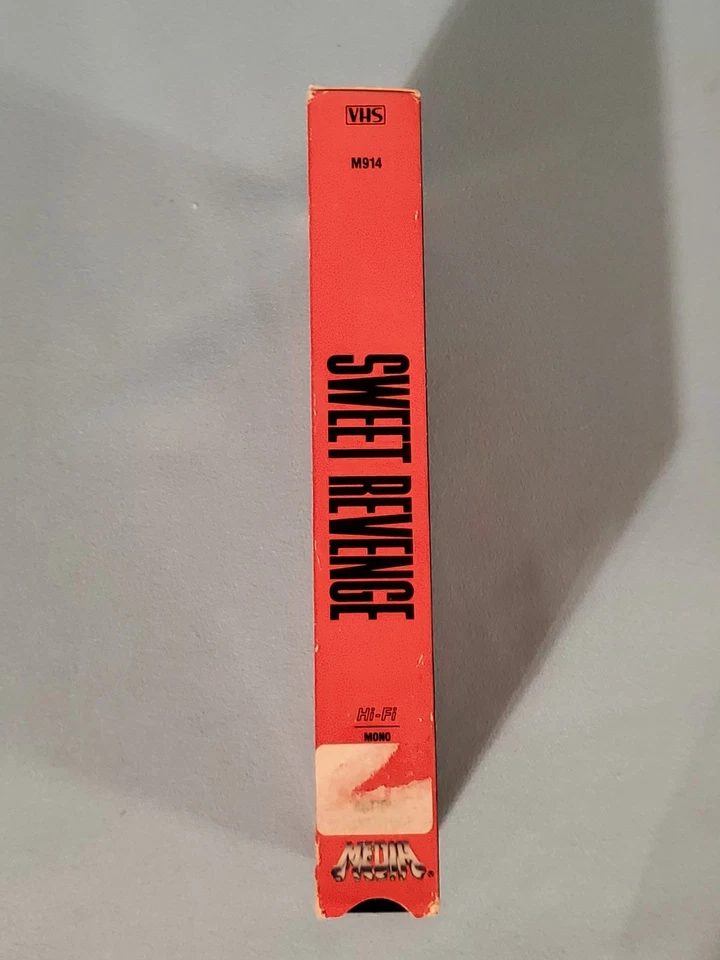 VHS
M914
SWEET REVENGE
Hi-Fi
MONO
MEDIA